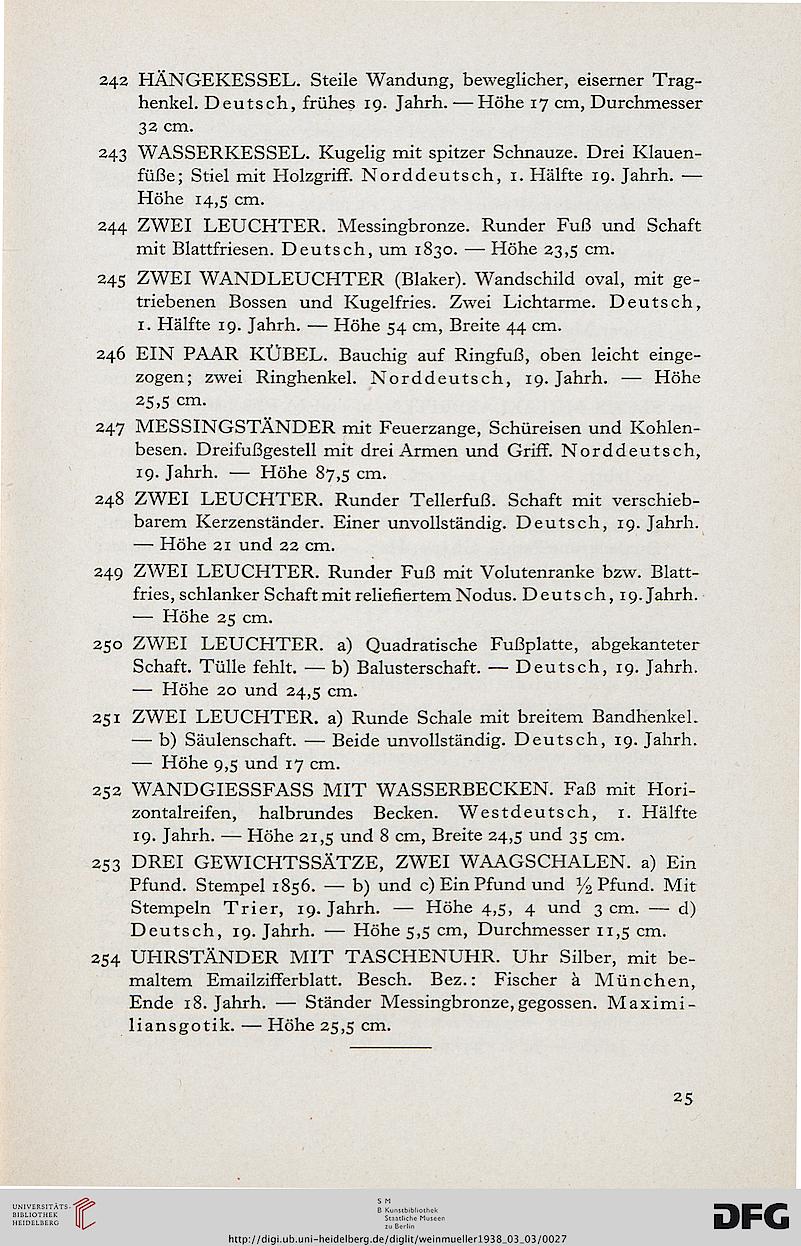 242 HÄNGEKESSEL. Steile Wandung, beweglicher, eiserner Trag-
henkel. Deutsch, frühes 19. Jahrh. — Höhe 17 cm, Durchmesser
32 cm.
243 WASSERKESSEL. Kugelig mit spitzer Schnauze. Drei Klauen-
füße; Stiel mit Holzgriff. Norddeutsch, 1. Hälfte 19. Jahrh. —
Höhe 14,5 cm.
244 ZWEI LEUCHTER. Messingbronze. Runder Fuß und Schaft
mit Blattfriesen. Deutsch, um 1830. — Höhe 23,5 cm.
245 ZWEI WANDLEUCHTER (Blaker). Wandschild oval, mit ge-
triebenen Bossen und Kugelfries. Zwei Lichtarme. Deutsch,
1. Hälfte 19. Jahrh. — Höhe 54 cm, Breite 44 cm.
246 EIN PAAR KÜBEL. Bauchig auf Ringfuß, oben leicht einge-
zogen; zwei Ringhenkel. Norddeutsch, 19. Jahrh. — Höhe
25,5 cm.
247 MESSINGSTÄNDER mit Feuerzange, Schüreisen und Kohlen-
besen. Dreifußgestell mit drei Armen und Griff. Norddeutsch,
19. Jahrh. — Höhe 87,5 cm.
248 ZWEI LEUCHTER. Runder Tellerfuß. Schaft mit verschieb-
barem Kerzenständer. Einer unvollständig. Deutsch, 19. Jahrh.
— Höhe 21 und 22 cm.
249 ZWEI LEUCHTER. Runder Fuß mit Volutenranke bzw. Blatt-
fries, schlanker Schaft mit reliefiertem Nodus. Deutsch, 19. Jahrh.
— Höhe 25 cm.
250 ZWEI LEUCHTER. a) Quadratische Fußplatte, abgekanteter
Schaft. Tülle fehlt. — b) Balusterschaft. — Deutsch, 19. Jahrh.
— Höhe 20 und 24,5 cm.
251 ZWEI LEUCHTER. a) Runde Schale mit breitem Bandhenkel.
— b) Säulenschaft. — Beide unvollständig. Deutsch, 19. Jahrh.
— Höhe 9,5 und 17 cm.
252 WANDGIESSFASS MIT WASSERBECKEN. Faß mit Hori-
zontalreifen, halbrundes Becken. Westdeutsch, 1. Hälfte
19. Jahrh. — Höhe 21,5 und 8 cm, Breite 24,5 und 35 cm.
253 DREI GEWICHTSSÄTZE, ZWEI WAAGSCHALEN. a) Ein
Pfund. Stempel 1856. — b) und c) Ein Pfund und ½ Pfund. Mit
Stempeln Trier, 19. Jahrh. — Höhe 4,5, 4 und 3 cm. — d)
Deutsch, 19. Jahrh. — Höhe 5,5 cm, Durchmesser 11,5 cm.
254 UHRSTÄNDER MIT TASCHENUHR. Uhr Silber, mit be-
maltem Emailzifferblatt. Besch. Bez.: Fischer à München,
Ende 18. Jahrh. — Ständer Messingbronze, gegossen. Maximi-
liansgotik. — Höhe 25,5 cm.
25
UNIVERSITÄTS-
BIBLIOTHEK
HEIDELBERG
S M
B Kunstbibliothek
Staatliche Museen
zu Berlin
DFG
http://digi.ub.uni-heidelberg.de/diglit/weinmueller1938_03_03/0027